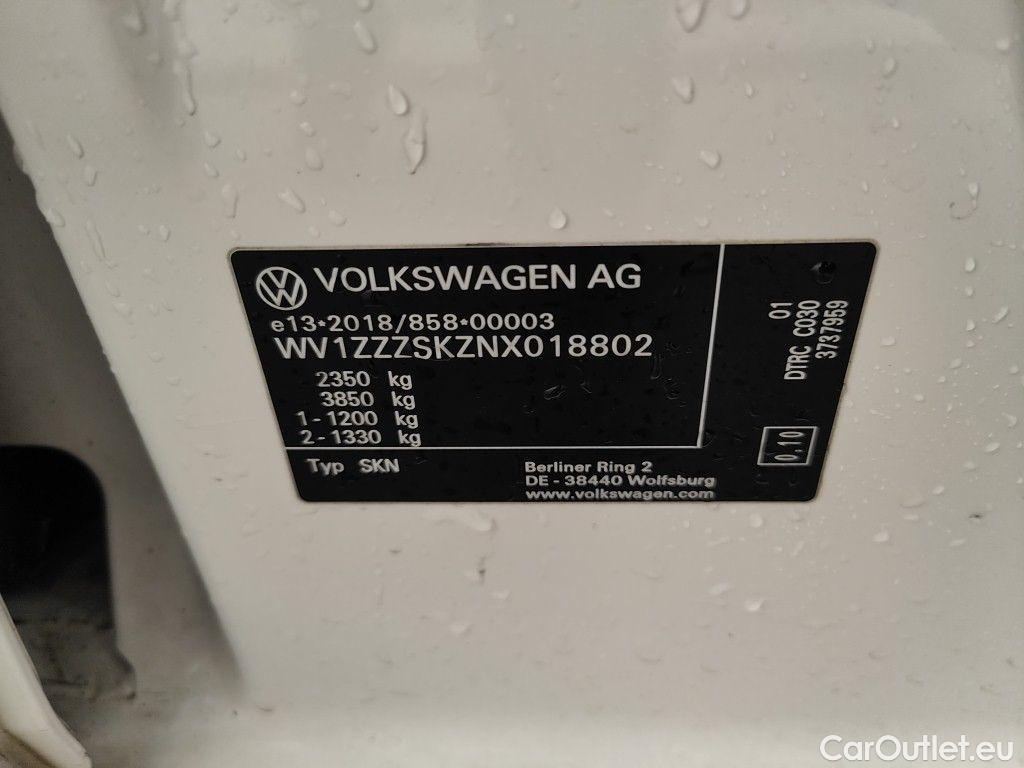 VOLKSWAGEN AG
e13*2018/858*00003
WV1ZZZSKZNX018802
2350 kg
3850 kg
1 - 1200 kg
2 - 1330 kg
Typ SKN
Berliner Ring 2
DE - 38440 Wolfsburg
www.volkswagen.com
01
DTRC C030
3737959
0,10
CarOutlet.eu